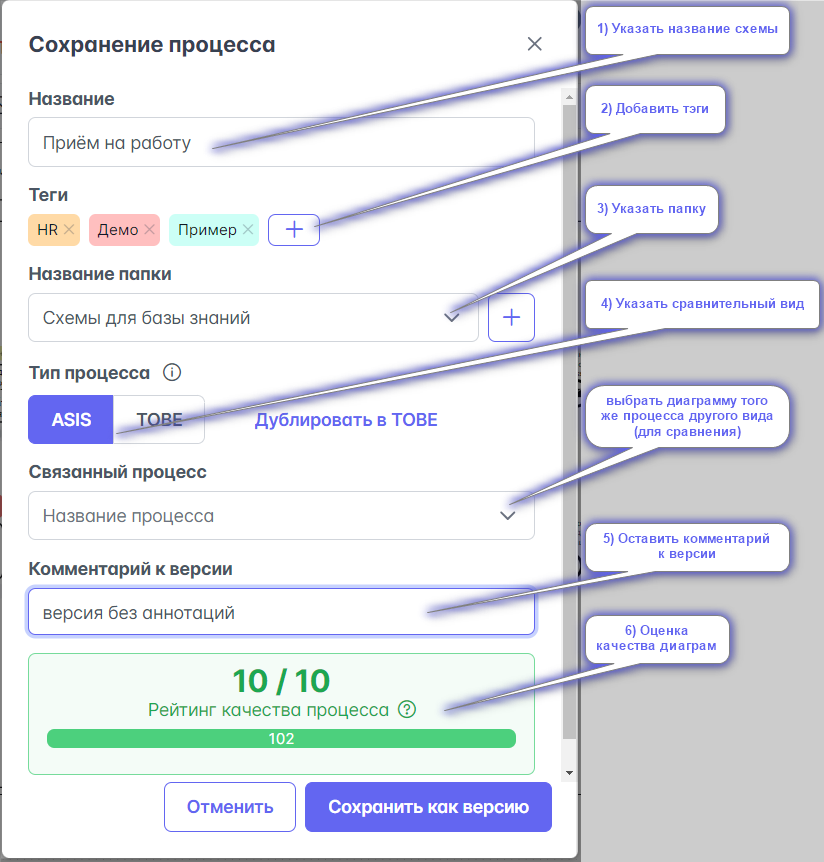 Сохранение процесса
1) Указать название схемы
Название
Приём на работу
2) Добавить тэги
Теги
HR
Демо
Пример
3) Указать папку
Название папки
Схемы для базы знаний
4) Указать сравнительный вид
Тип процесса
ASIS
TOBE
Дублировать в TOBE
выбрать диаграмму того
же процесса другого вида
(для сравнения)
Связанный процесс
Название процесса
5) Оставить комментарий
к версии
Комментарий к версии
версия без аннотаций
6) Оценка
качества диаграм
10 / 10
Рейтинг качества процесса
102
Отменить
Сохранить как версию